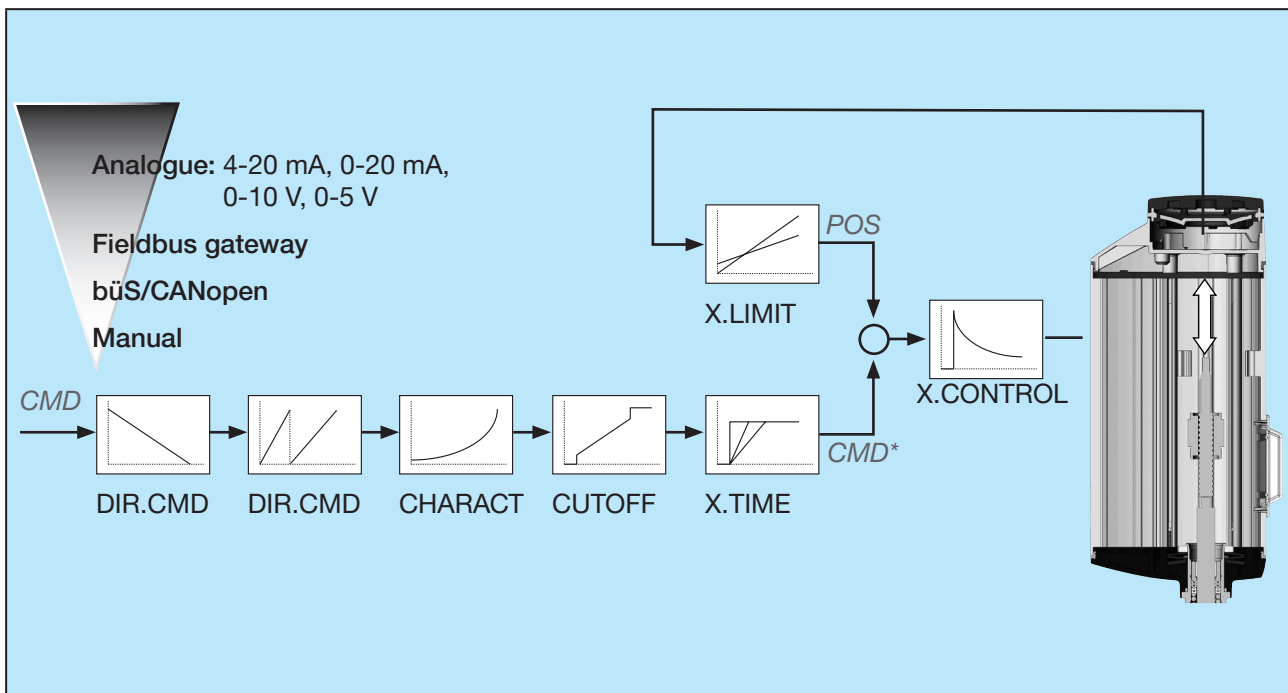 Analogue: 4-20 mA, 0-20 mA,
0-10 V, 0-5 V
Fieldbus gateway
büS/CANopen
Manual
POS
X.LIMIT
X.CONTROL
CMD
CMD*
DIR.CMD
DIR.CMD
CHARACT
CUTOFF
X.TIME